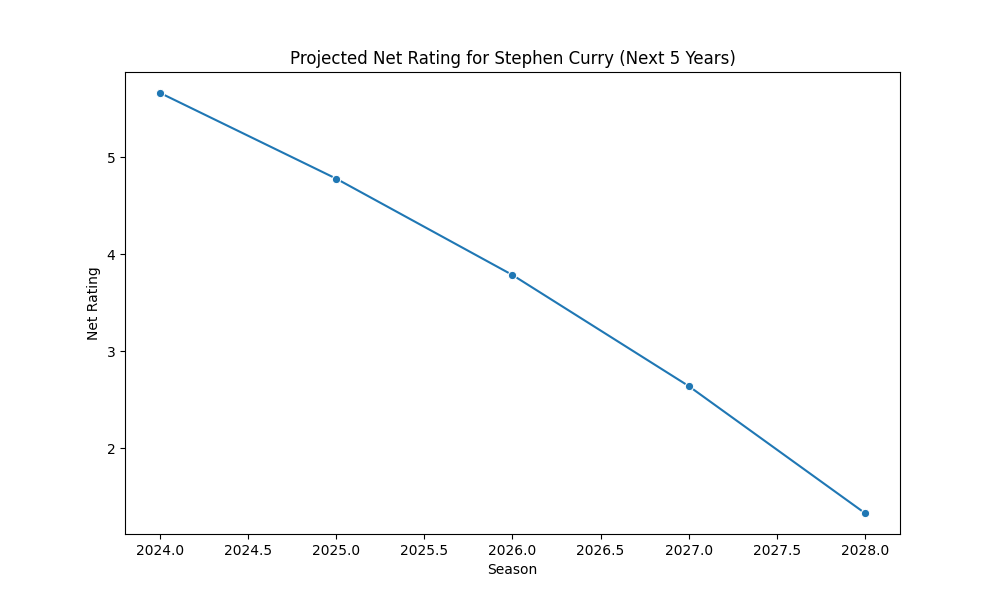 Projected Net Rating for Stephen Curry (Next 5 Years)
Net Rating
5
4
3
2
2024.0 2024.5 2025.0 2025.5 2026.0 2026.5 2027.0 2027.5 2028.0
Season